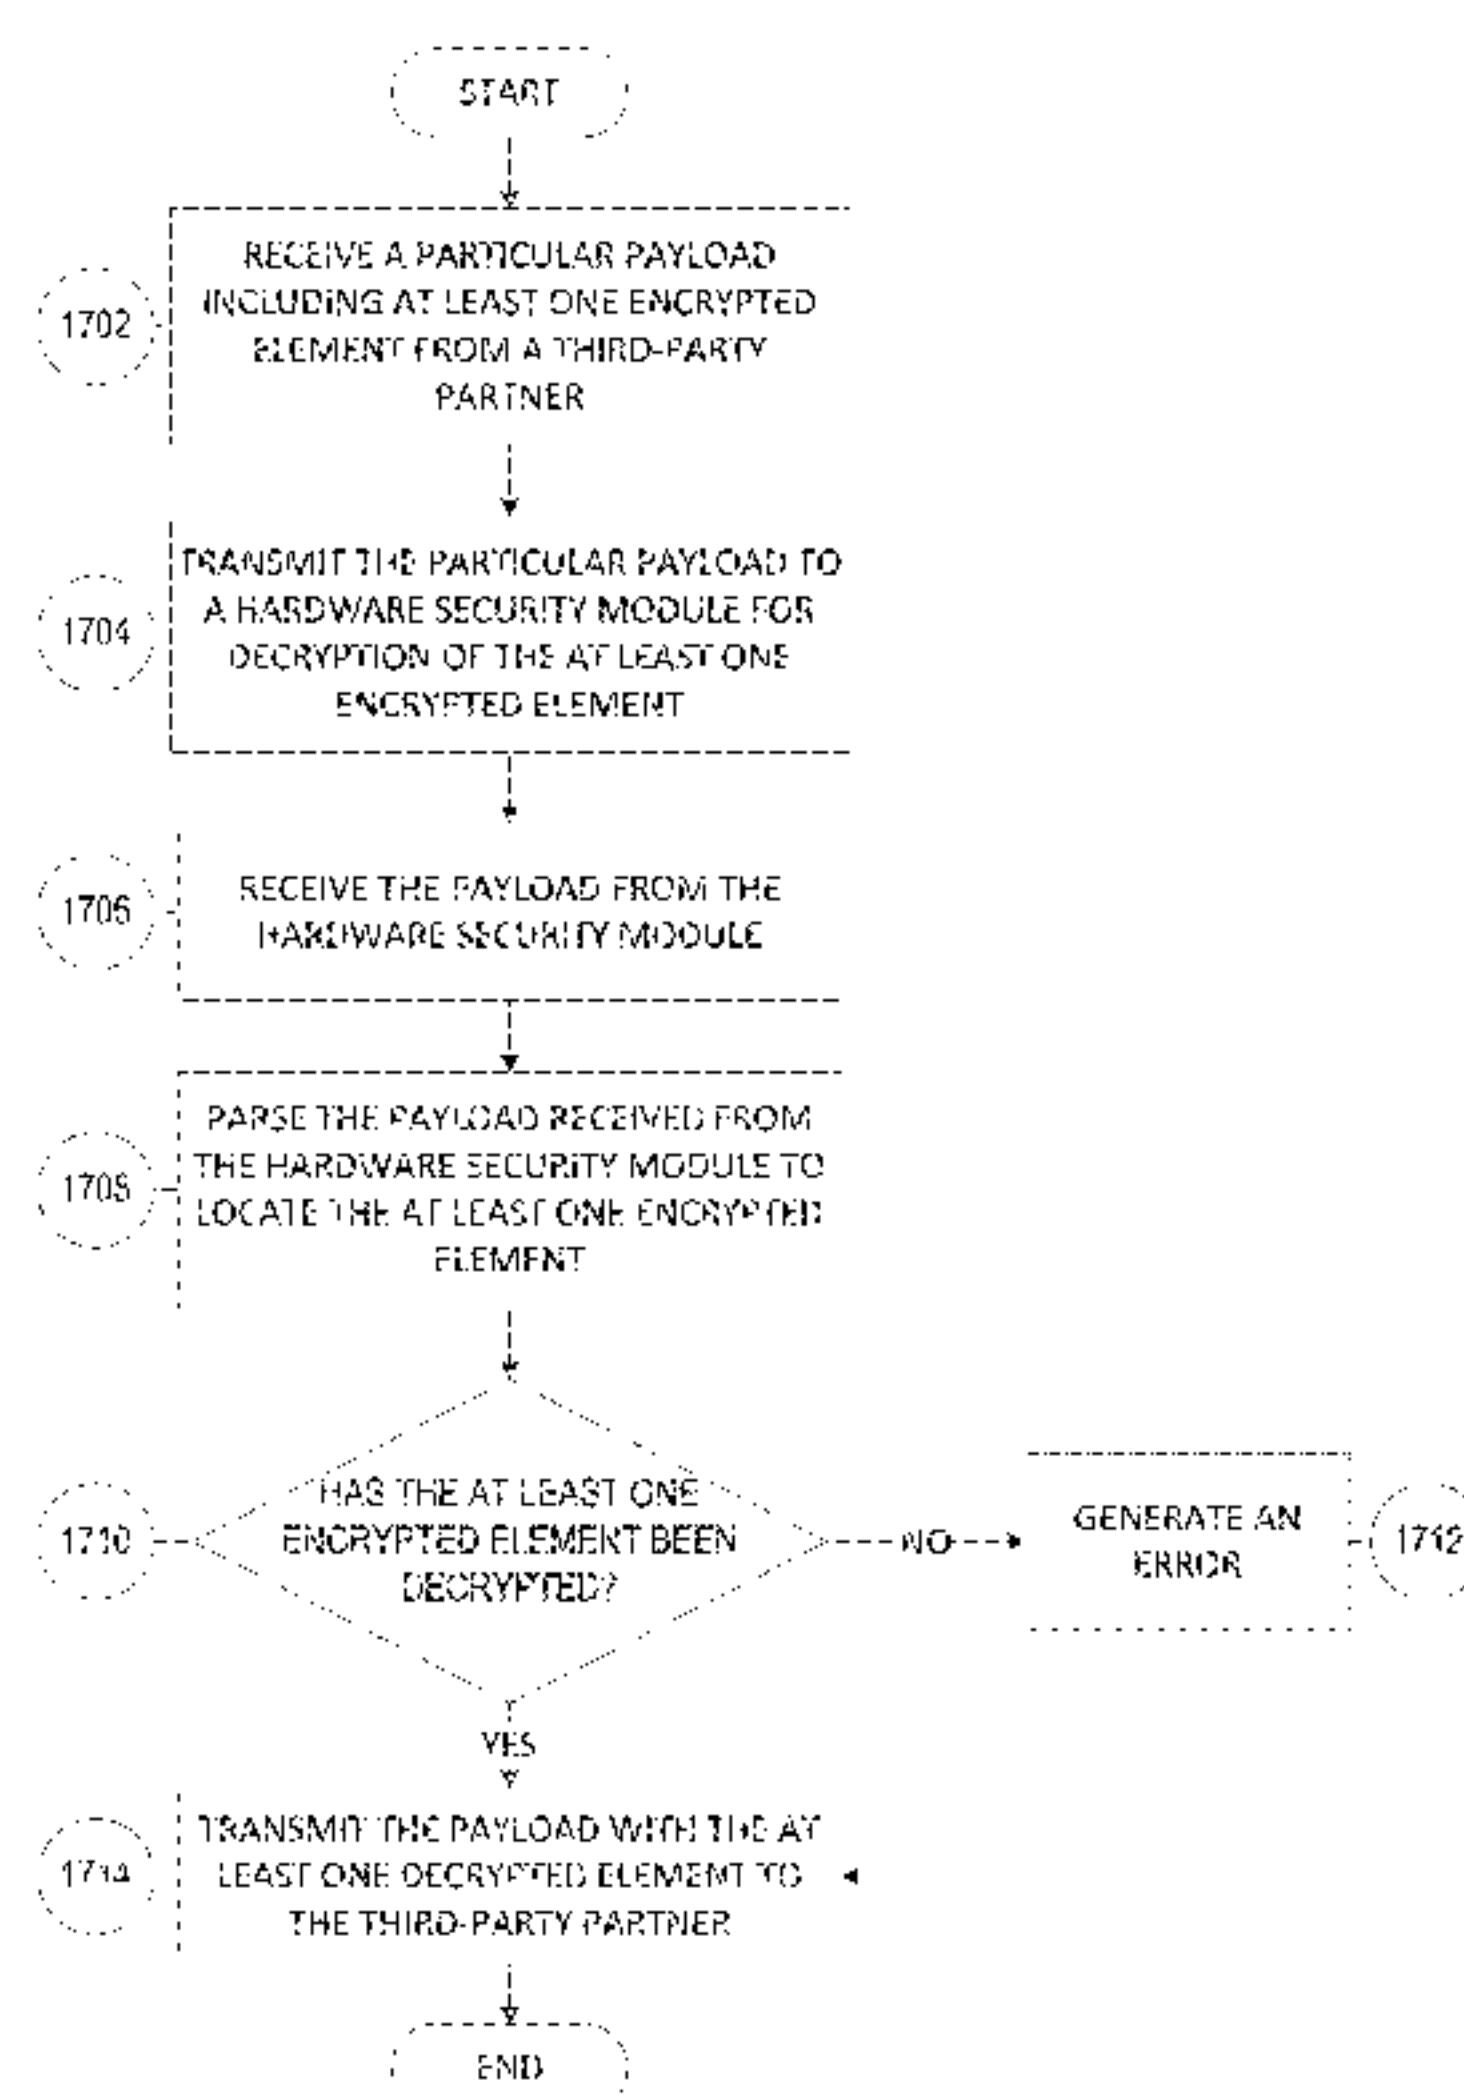 START
RECEIVE A PARTICULAR PAYLOAD
INCLUDING AT LEAST ONE ENCRYPTED
1702
ELEMENT FROM A THIRD-PARTY
PARTNER
TRANSMIT THE PARTICULAR PAYLOAD TO
A HARDWARE SECURITY MODULE FOR
1704
DECRYPTION OF THE AT LEAST ONE
ENCRYPTED ELEMENT
RECEIVE THE PAYLOAD FROM THE
1706
HARDWARE SECURITY MODULE
PARSE THE PAYLOAD RECEIVED FROM
THE HARDWARE SECURITY MODULE TO
1708
LOCATE THE AT LEAST ONE ENCRYPTED
ELEMENT
HAS THE AT LEAST ONE
1710
ENCRYPTED ELEMENT BEEN
DECRYPTED?
NO
GENERATE AN
ERROR
1712
YES
TRANSMIT THE PAYLOAD WITH THE AT
1714
LEAST ONE DECRYPTED ELEMENT TO
THE THIRD-PARTY PARTNER
END